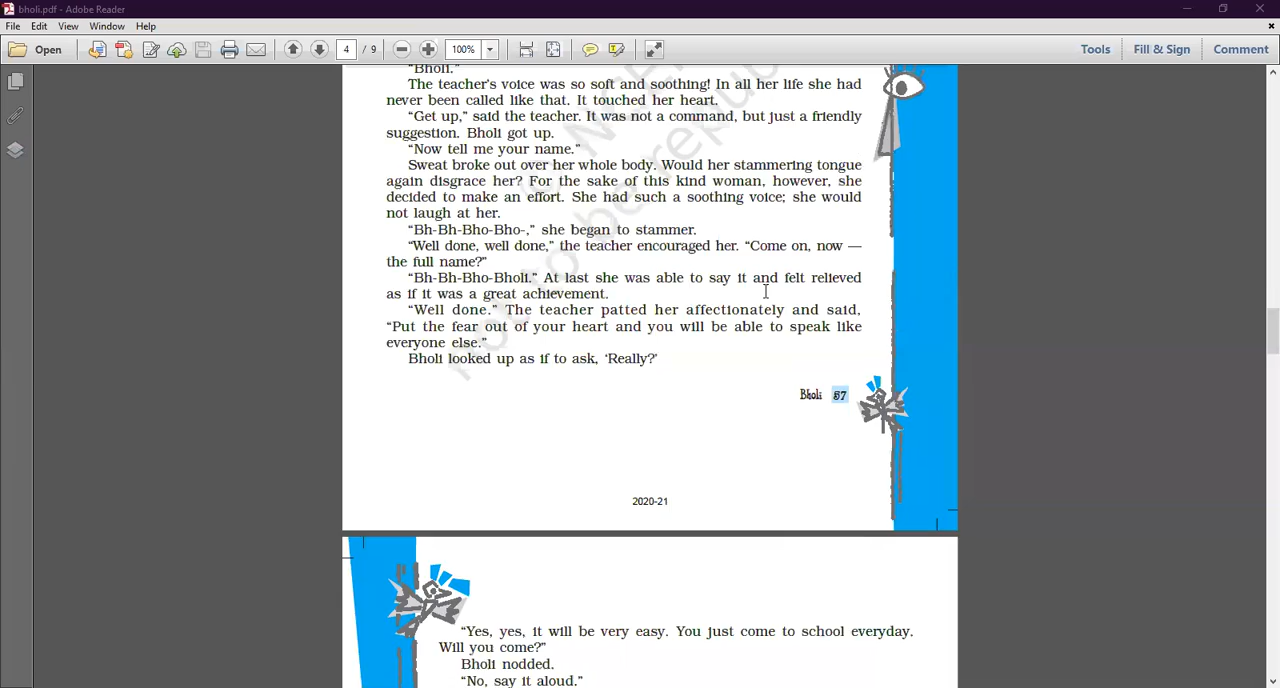 bholi.pdf - Adobe Reader
File Edit View Window Help
Open 4 / 9 100% Tools Fill & Sign Comment
"Bholi."
The teacher's voice was so soft and soothing! In all her life she had
never been called like that. It touched her heart.
"Get up," said the teacher. It was not a command, but just a friendly
suggestion. Bholi got up.
"Now tell me your name."
Sweat broke out over her whole body. Would her stammering tongue
again disgrace her? For the sake of this kind woman, however, she
decided to make an effort. She had such a soothing voice; she would
not laugh at her.
"Bh-Bh-Bho-Bho-," she began to stammer.
"Well done, well done," the teacher encouraged her. "Come on, now —
the full name?"
"Bh-Bh-Bho-Bholi." At last she was able to say it and felt relieved
as if it was a great achievement.
"Well done." The teacher patted her affectionately and said,
"Put the fear out of your heart and you will be able to speak like
everyone else."
Bholi looked up as if to ask, 'Really?'
Bholi 57
2020-21
"Yes, yes, it will be very easy. You just come to school everyday.
Will you come?"
Bholi nodded.
"No, say it aloud."